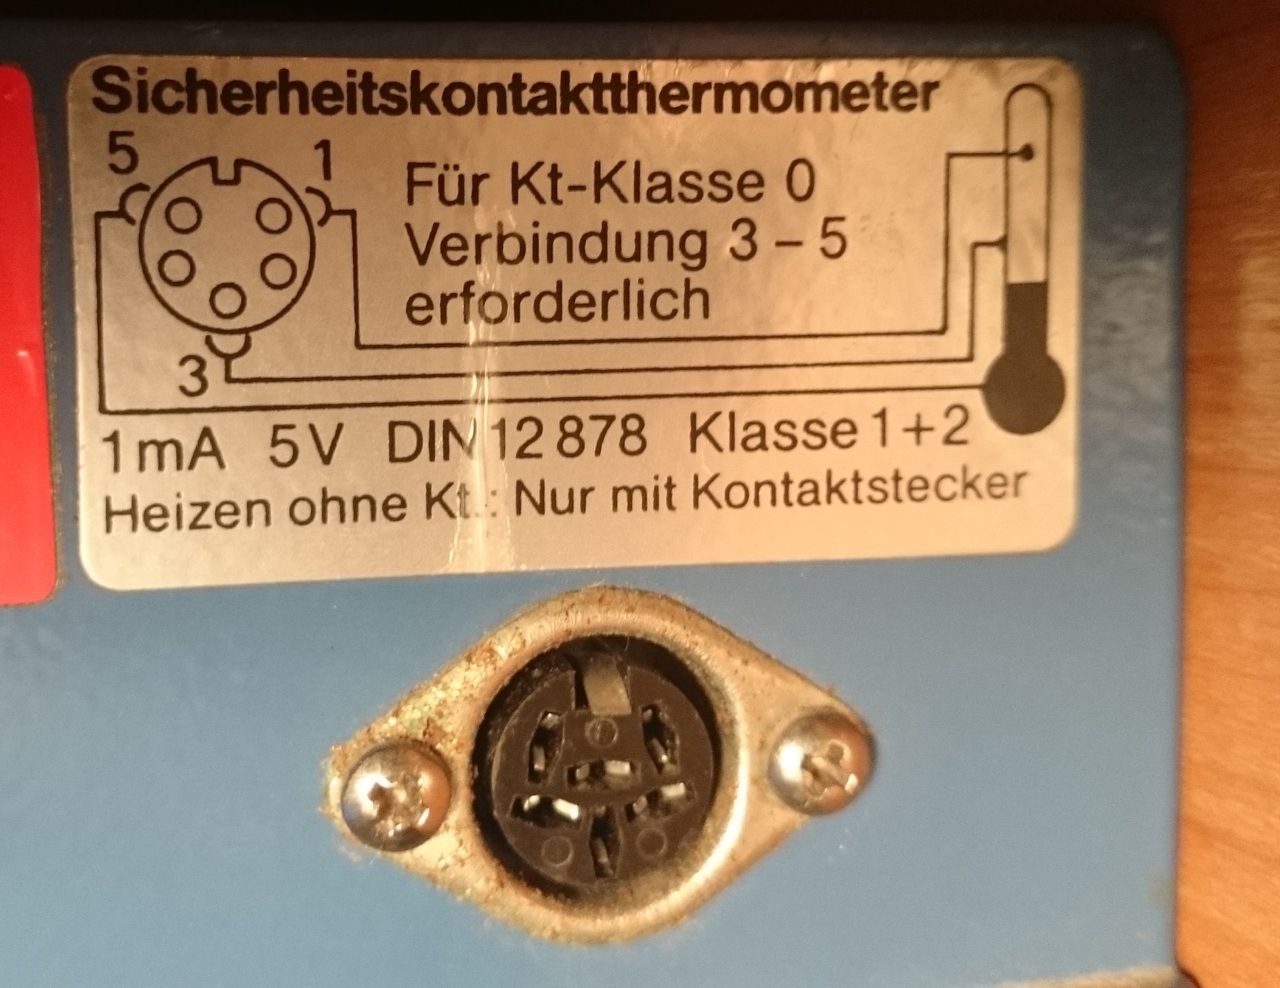 Sicherheitskontaktthermometer
5 1
Für Kt-Klasse 0
Verbindung 3 – 5
erforderlich
3
1mA 5V DIN 12 878 Klasse 1+2
Heizen ohne Kt.: Nur mit Kontaktstecker